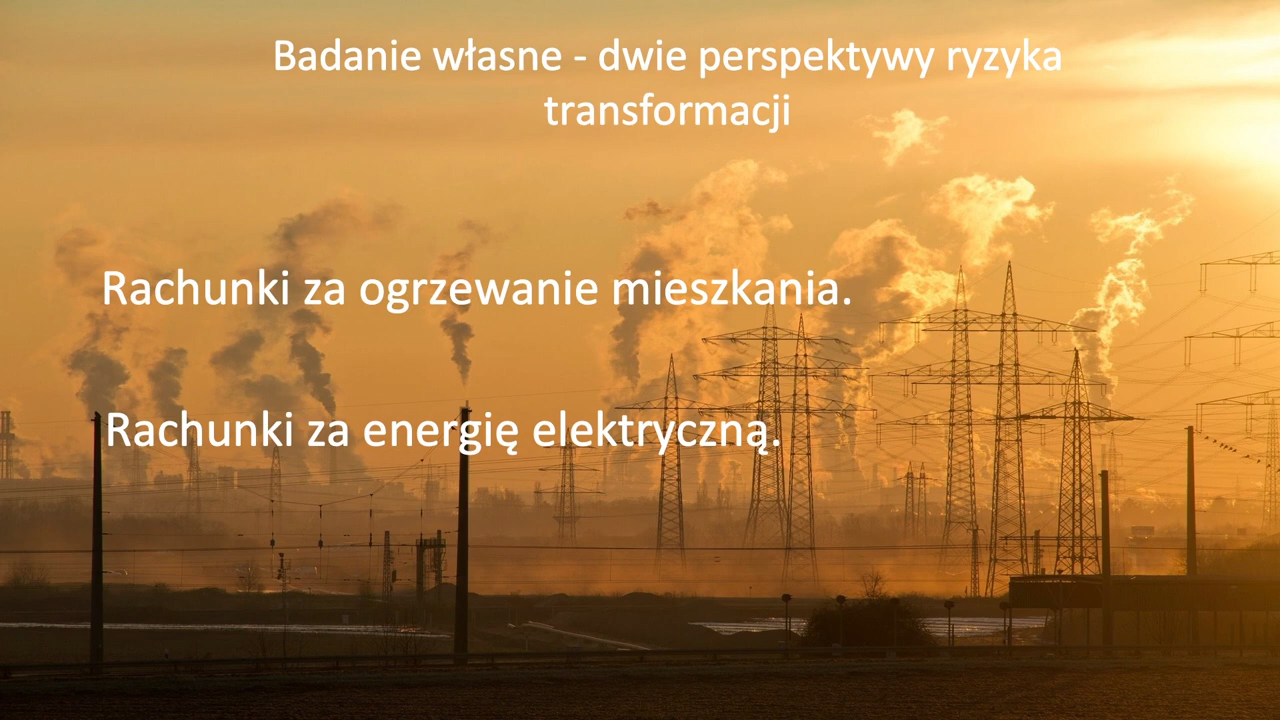 Badanie własne - dwie perspektywy ryzyka
transformacji
Rachunki za ogrzewanie mieszkania.
Rachunki za energię elektryczną.